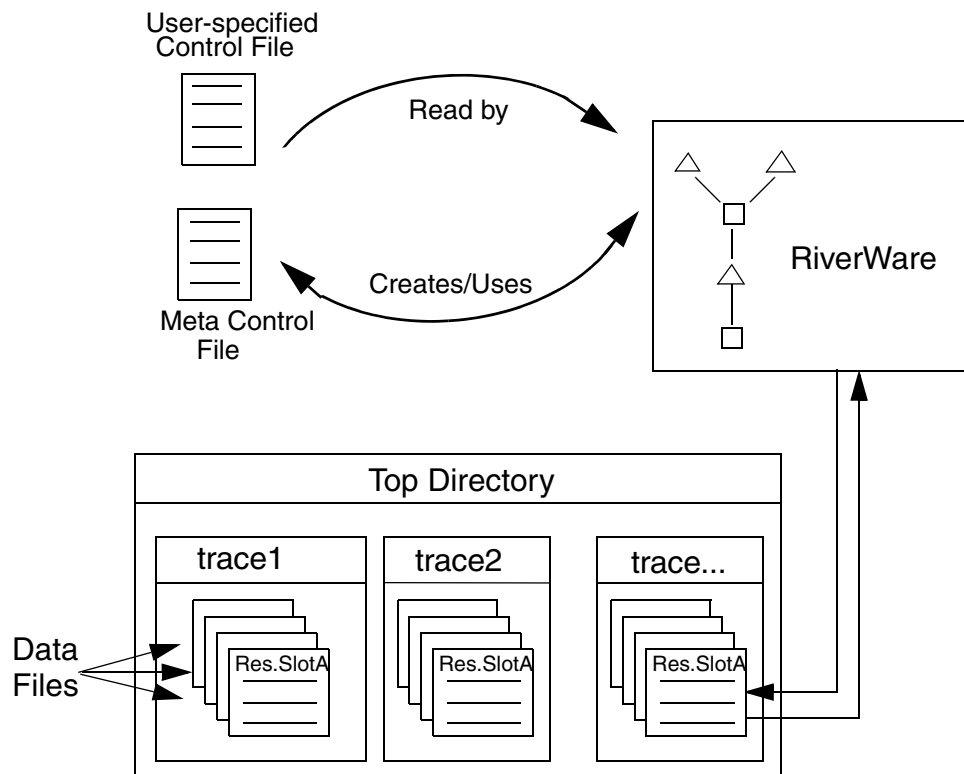 User-specified
Control File
Read by
RiverWare
Creates/Uses
Meta Control
File
Top Directory
trace1
trace2
trace...
Data
Files
Res.SlotA
Res.SlotA
Res.SlotA